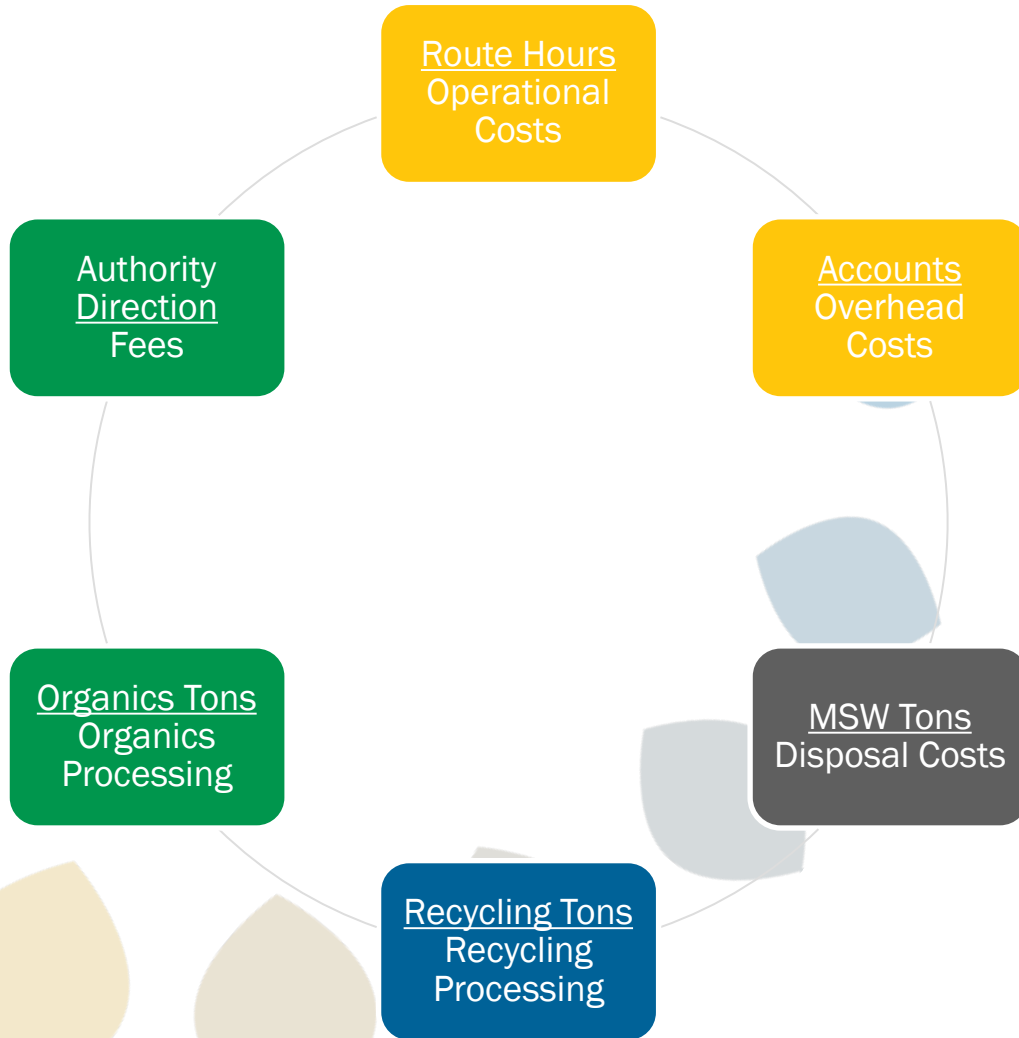 Route Hours
Operational
Costs
Accounts
Overhead
Costs
MSW Tons
Disposal Costs
Recycling Tons
Recycling
Processing
Organics Tons
Organics
Processing
Authority
Direction
Fees